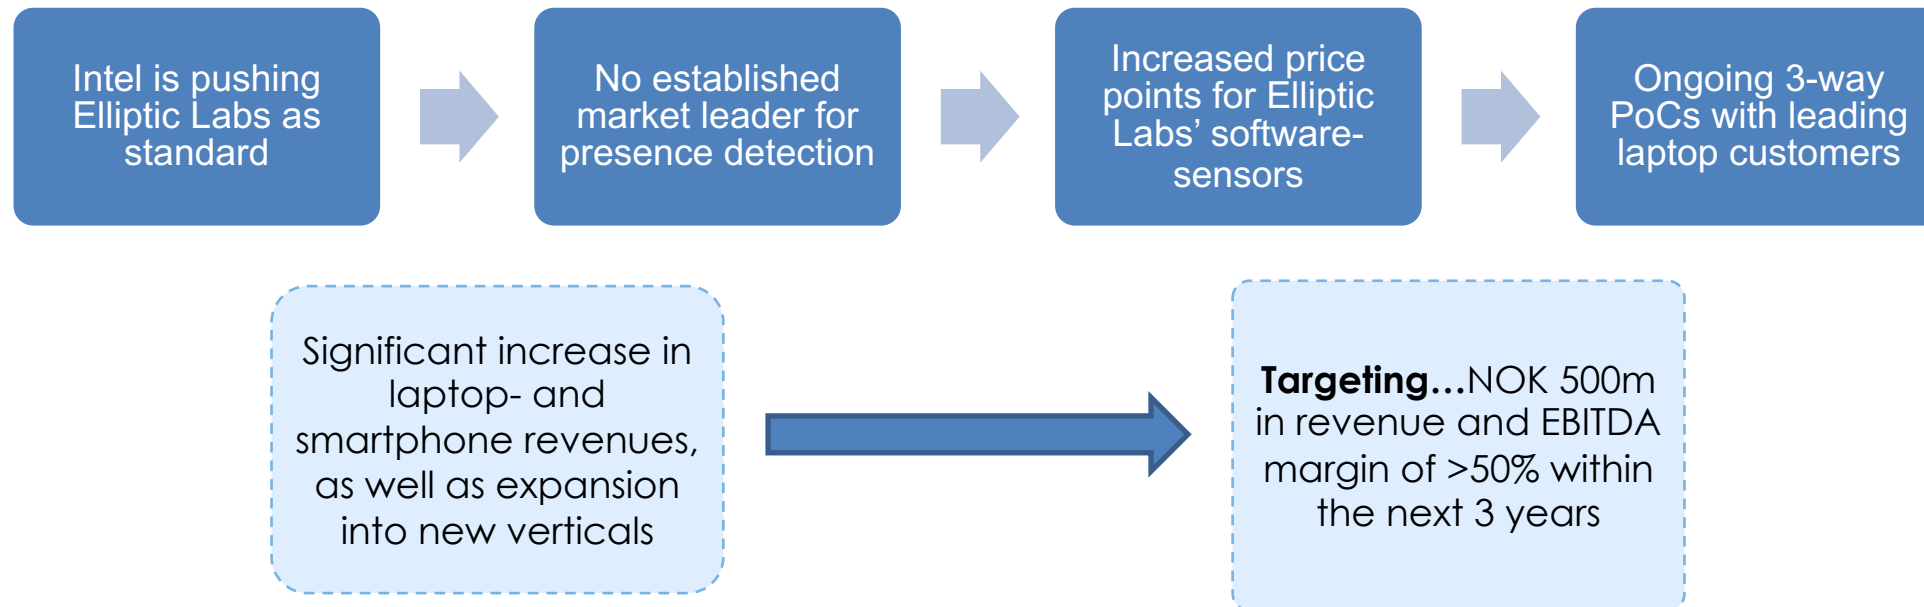 Intel is pushing
Elliptic Labs as
standard
No established
market leader for
presence detection
Increased price
points for Elliptic
Labs’ software-
sensors
Ongoing 3-way
PoCs with leading
laptop customers
Significant increase in
laptop- and
smartphone revenues,
as well as expansion
into new verticals
Targeting…NOK 500m
in revenue and EBITDA
margin of >50% within
the next 3 years